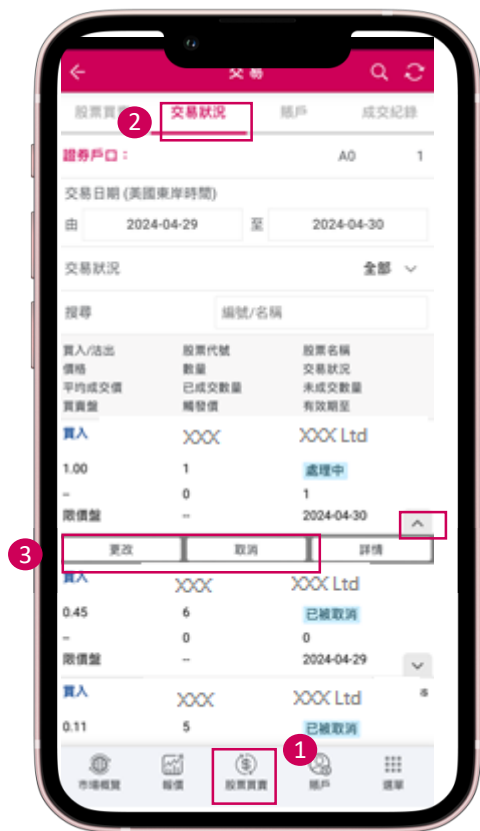 交易
股票買賣 交易狀況 賬戶 成交紀錄
2
證券戶口： A0 1
交易日期 (美國東岸時間)
由 2024-04-29 至 2024-04-30
交易狀況 全部
搜尋 編號/名稱
買入/沽出 股票代號 股票名稱
價格 數量 交易狀況
平均成交價 已成交數量 未成交數量
買賣盤 觸發價 有效期至
買入 XXX XXX Ltd
1.00 1 處理中
– 0 1
限價盤 -- 2024-04-30
3
更改 取消 詳情
買入 XXX XXX Ltd
0.45 6 已被取消
– 0 0
限價盤 -- 2024-04-29
買入 XXX XXX Ltd
0.11 5 已被取消
1
市場概覽 報價 股票買賣 賬戶 選單